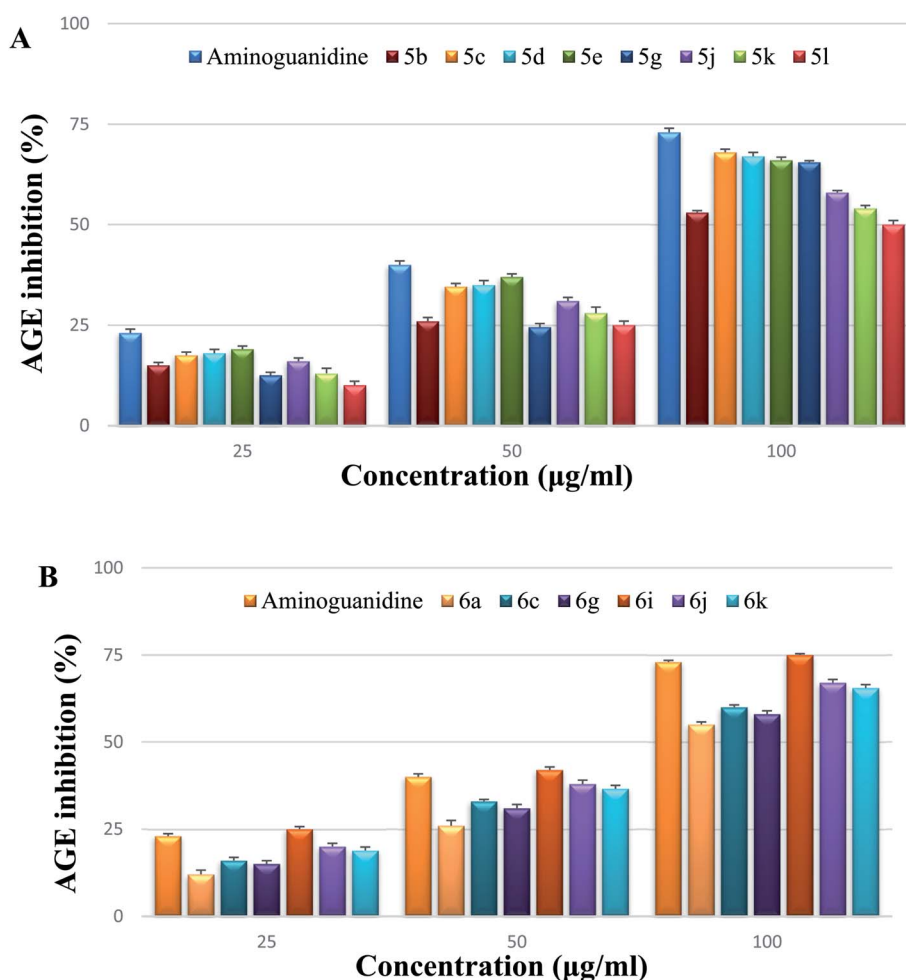 A
100
Aminoguanidine 5b 5c 5d 5e 5g 5j 5k 5l
75
50
25
0
AGE inhibition (%)
25 50 100
Concentration (µg/ml)
B
100
Aminoguanidine 6a 6c 6g 6i 6j 6k
75
50
25
0
AGE inhibition (%)
25 50 100
Concentration (µg/ml)